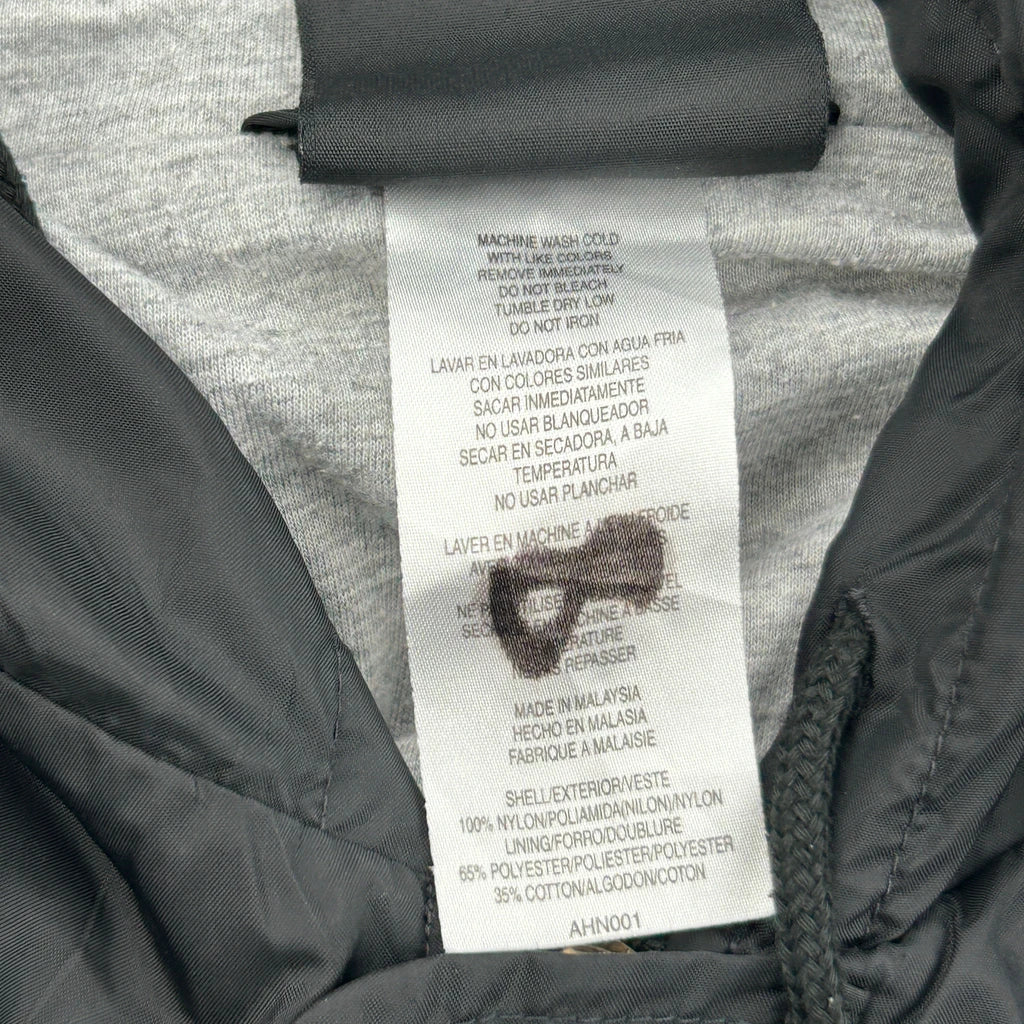 MACHINE WASH COLD
WITH LIKE COLORS
REMOVE IMMEDIATELY
DO NOT BLEACH
TUMBLE DRY LOW
DO NOT IRON
LAVAR EN LAVADORA CON AGUA FRIA
CON COLORES SIMILARES
SACAR INMEDIATAMENTE
NO USAR BLANQUEADOR
SECAR EN SECADORA, A BAJA
TEMPERATURA
NO USAR PLANCHAR
LAVER EN MACHINE A
REPASSER
MADE IN MALAYSIA
HECHO EN MALASIA
FABRIQUE A MALAISIE
SHELL/EXTERIOR/VESTE
100% NYLON/POLIAMIDA(NILON)/NYLON
LINING/FORRO/DOUBLURE
65% POLYESTER/POLIESTER/POLYESTER
35% COTTON/ALGODON/COTON
AHN001